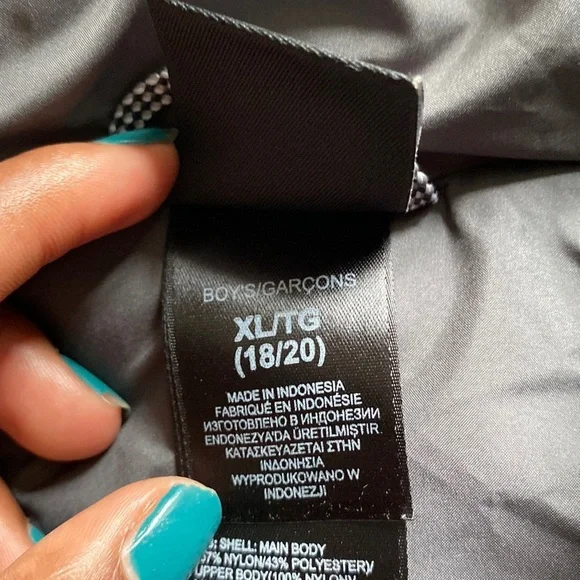 BOY'S/GARÇONS
XL/TG
(18/20)
MADE IN INDONESIA
FABRIQUÉ EN INDONÉSIE
ИЗГОТОВЛЕНО В ИНДОНЕЗИИ
ENDONEZYA'DA ÜRETILMIŞTIR.
ΚΑΤΑΣΚΕΥΑΖΕΤΑΙ ΣΤΗΝ
ΙΝΔΟΝΗΣΙΑ
WYPRODUKOWANO W
INDONEZJI
SHELL: MAIN BODY
57% NYLON/43% POLYESTER)/
UPPER BODY(100% NYLON